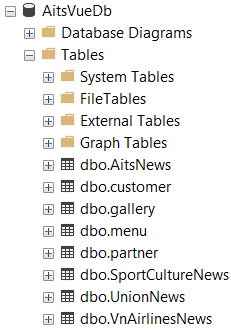 AitsVueDb
Database Diagrams
Tables
System Tables
FileTables
External Tables
Graph Tables
dbo.AitsNews
dbo.customer
dbo.gallery
dbo.menu
dbo.partner
dbo.SportCultureNews
dbo.UnionNews
dbo.VnAirlinesNews